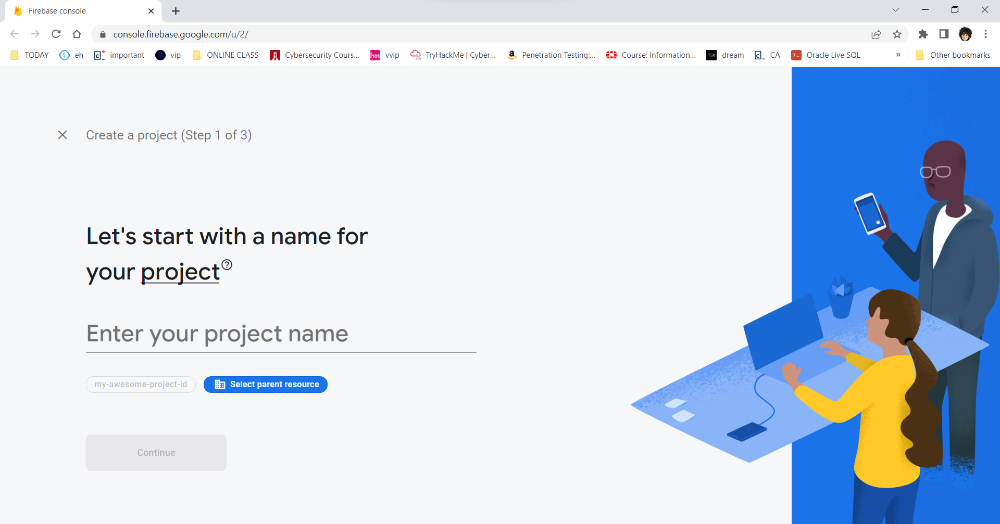 Firebase console
console.firebase.google.com/u/2/
TODAY eh important vip ONLINE CLASS Cybersecurity Cours... vvip TryHackMe | Cyber... Penetration Testing:... Course: Information... dream CA Oracle Live SQL » Other bookmarks
Create a project (Step 1 of 3)
Let's start with a name for
your project
Enter your project name
my-awesome-project-id Select parent resource
Continue